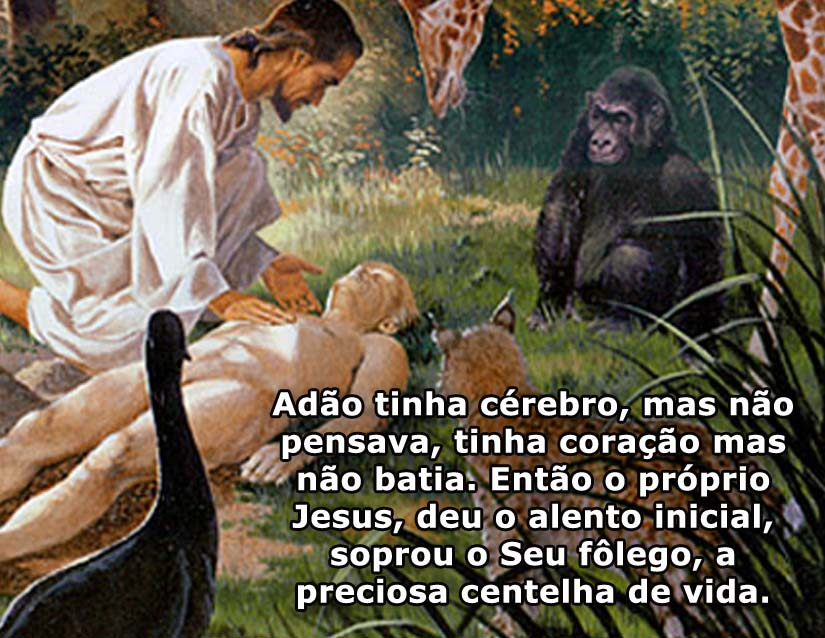 Adão tinha cérebro, mas não
pensava, tinha coração mas
não batia. Então o próprio
Jesus, deu o alento inicial,
soprou o Seu fôlego, a
preciosa centelha de vida.